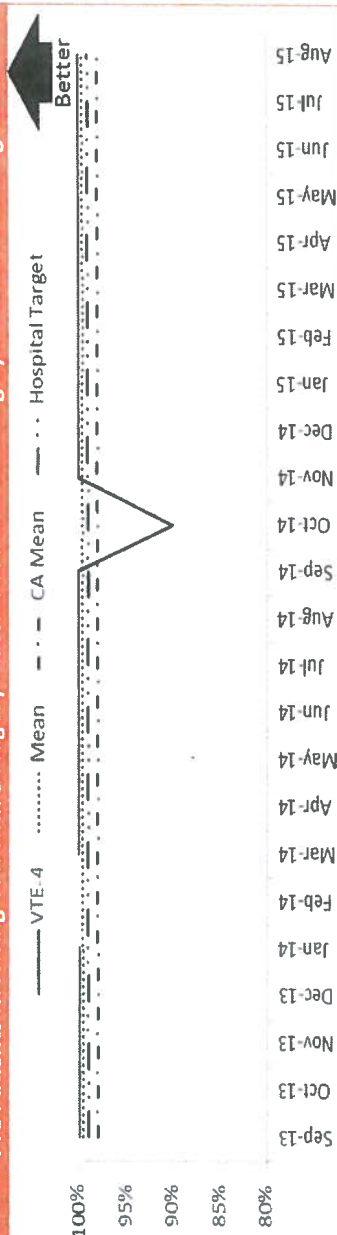 VTE-4 Mean CA Mean Hospital Target
Better
100%
95%
90%
85%
80%
Sep-13
Oct-13
Nov-13
Dec-13
Jan-14
Feb-14
Mar-14
Apr-14
May-14
Jun-14
Jul-14
Aug-14
Sep-14
Oct-14
Nov-14
Dec-14
Jan-15
Feb-15
Mar-15
Apr-15
May-15
Jun-15
Jul-15
Aug-15